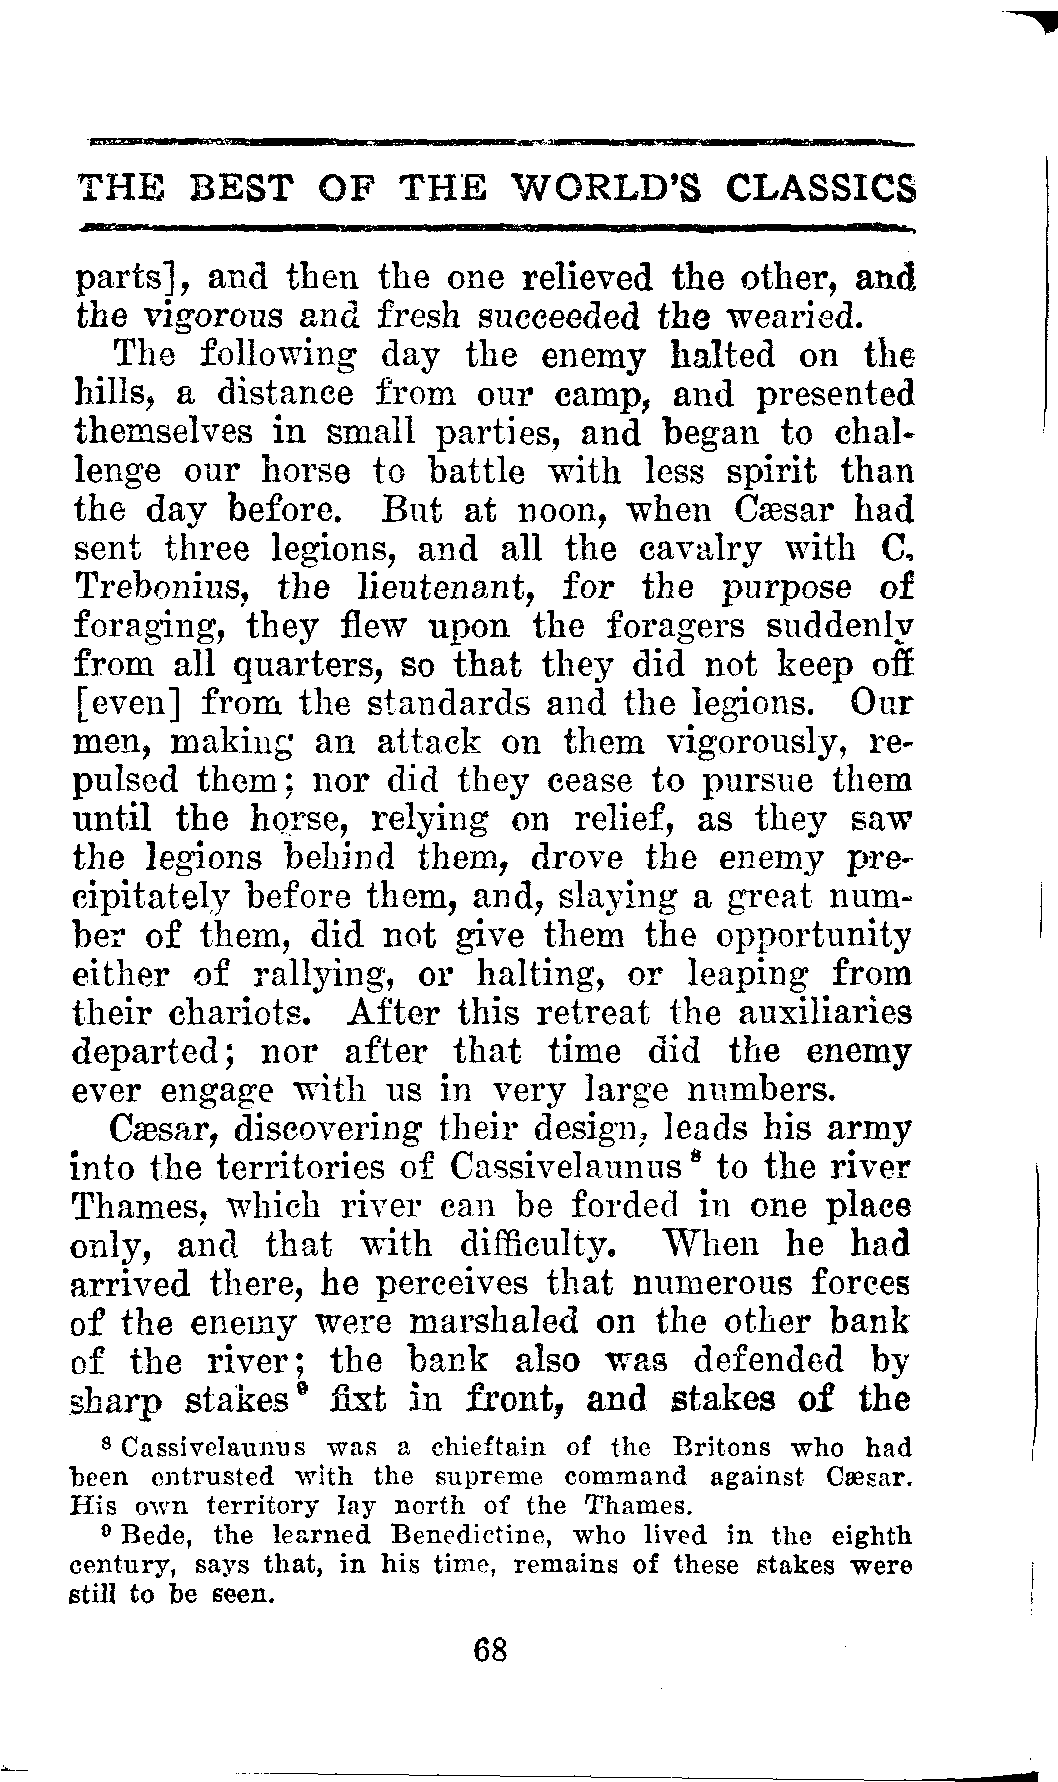 THE BEST OF THE WORLD'S CLASSICS
parts], and then the one relieved the other, and
the vigorous and fresh succeeded the wearied.
The following day the enemy halted on the
hills, a distance from our camp, and presented
themselves in small parties, and began to chal-
lenge our horse to battle with less spirit than
the day before. But at noon, when Cæsar had
sent three legions, and all the cavalry with C.
Trebonius, the lieutenant, for the purpose of
foraging, they flew upon the foragers suddenly
from all quarters, so that they did not keep off
[even] from the standards and the legions. Our
men, making an attack on them vigorously, re-
pulsed them; nor did they cease to pursue them
until the horse, relying on relief, as they saw
the legions behind them, drove the enemy pre-
cipitately before them, and, slaying a great num-
ber of them, did not give them the opportunity
either of rallying, or halting, or leaping from
their chariots. After this retreat the auxiliaries
departed; nor after that time did the enemy
ever engage with us in very large numbers.
Cæsar, discovering their design, leads his army
into the territories of Cassivelaunus⁸ to the river
Thames, which river can be forded in one place
only, and that with difficulty. When he had
arrived there, he perceives that numerous forces
of the enemy were marshaled on the other bank
of the river; the bank also was defended by
sharp stakes⁹ fixt in front, and stakes of the
⁸ Cassivelaunus was a chieftain of the Britons who had
been entrusted with the supreme command against Cæsar.
His own territory lay north of the Thames.
⁹ Bede, the learned Benedictine, who lived in the eighth
century, says that, in his time, remains of these stakes were
still to be seen.
68